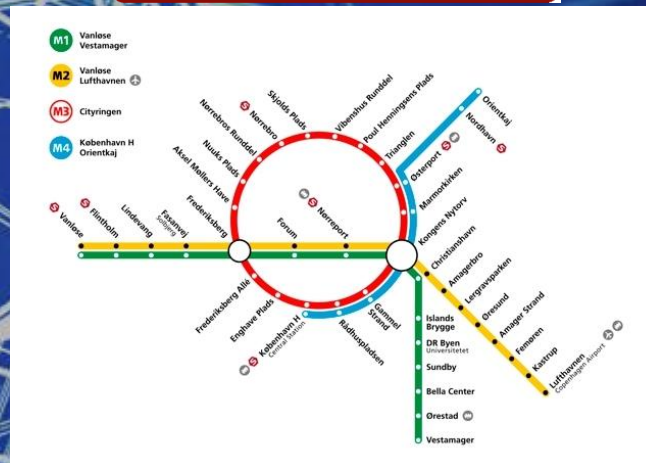 M1 Vanløse
Vestamager
M2 Vanløse
Lufthavnen
M3 Cityringen
M4 København H
Orientkaj
S Vanløse
S Flintholm
Lindevang
Fasanvej
Solbjerg
Frederiksberg
Aksel Møllers Have
Nuuks Plads
Nørrebros Runddel
S Nørrebro
Skjolds Plads
Vibenshus Runddel
Poul Henningsens Plads
Trianglen
Østerport S
Nordhavn S
Orientkaj
Marmorkirken
Kongens Nytorv
Forum
S Nørreport
Frederiksberg Allé
Enghave Plads
S København H
Central Station
Rådhuspladsen
Gammel
Strand
Christianshavn
Amagerbro
Lergravsparken
Øresund
Amager Strand
Femøren
Kastrup
Lufthavnen
Copenhagen Airport
Islands
Brygge
DR Byen
Universitetet
Sundby
Bella Center
Ørestad
Vestamager